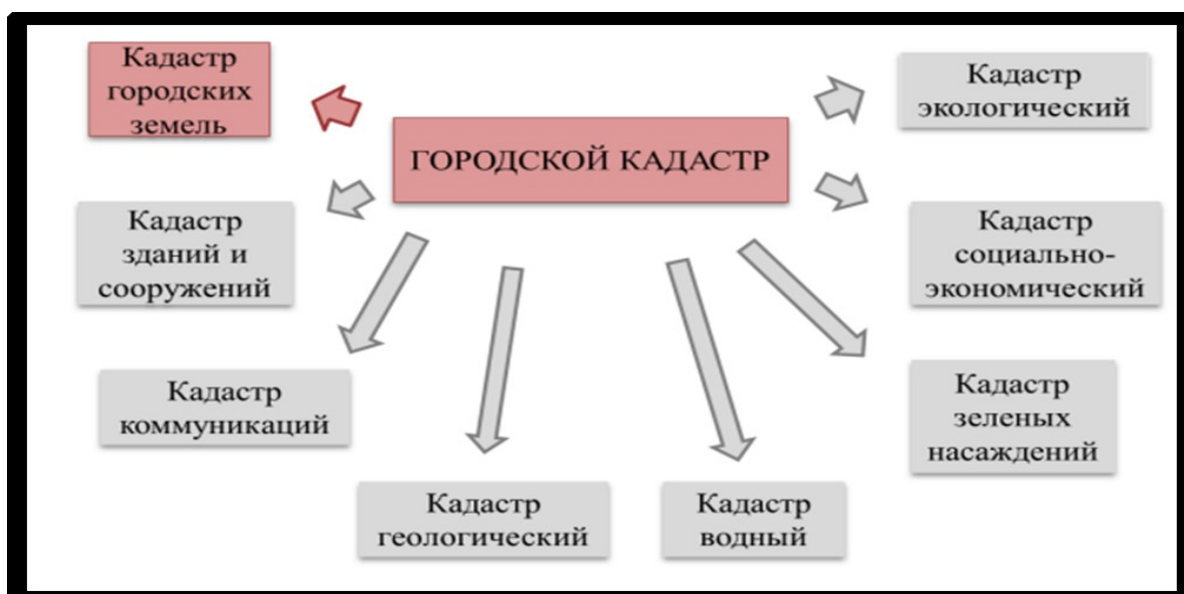 Кадастр
городских
земель
Кадастр
экологический
ГОРОДСКОЙ КАДАСТР
Кадастр
зданий и
сооружений
Кадастр
социально-
экономический
Кадастр
коммуникаций
Кадастр
зеленых
насаждений
Кадастр
геологический
Кадастр
водный